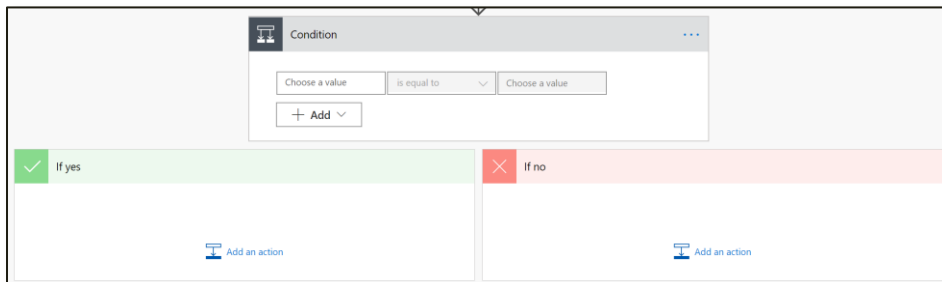 Condition
Choose a value is equal to Choose a value
Add
If yes If no
Add an action Add an action